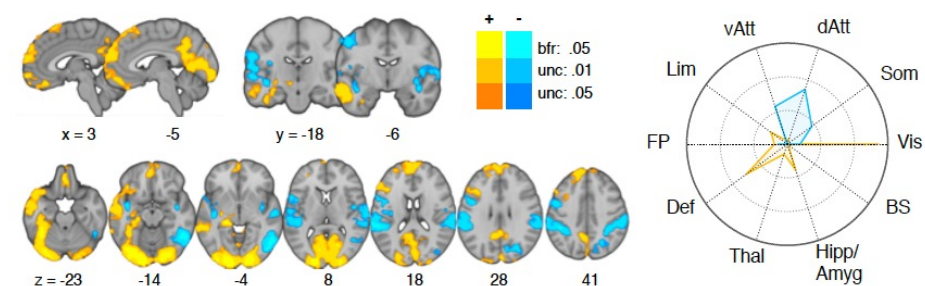 + -
bfr: .05
unc: .01
unc: .05
x = 3 -5
y = -18 -6
z = -23 -14 -4 8 18 28 41
vAtt dAtt
Lim Som
FP Vis
Def BS
Thal Hipp/
Amyg